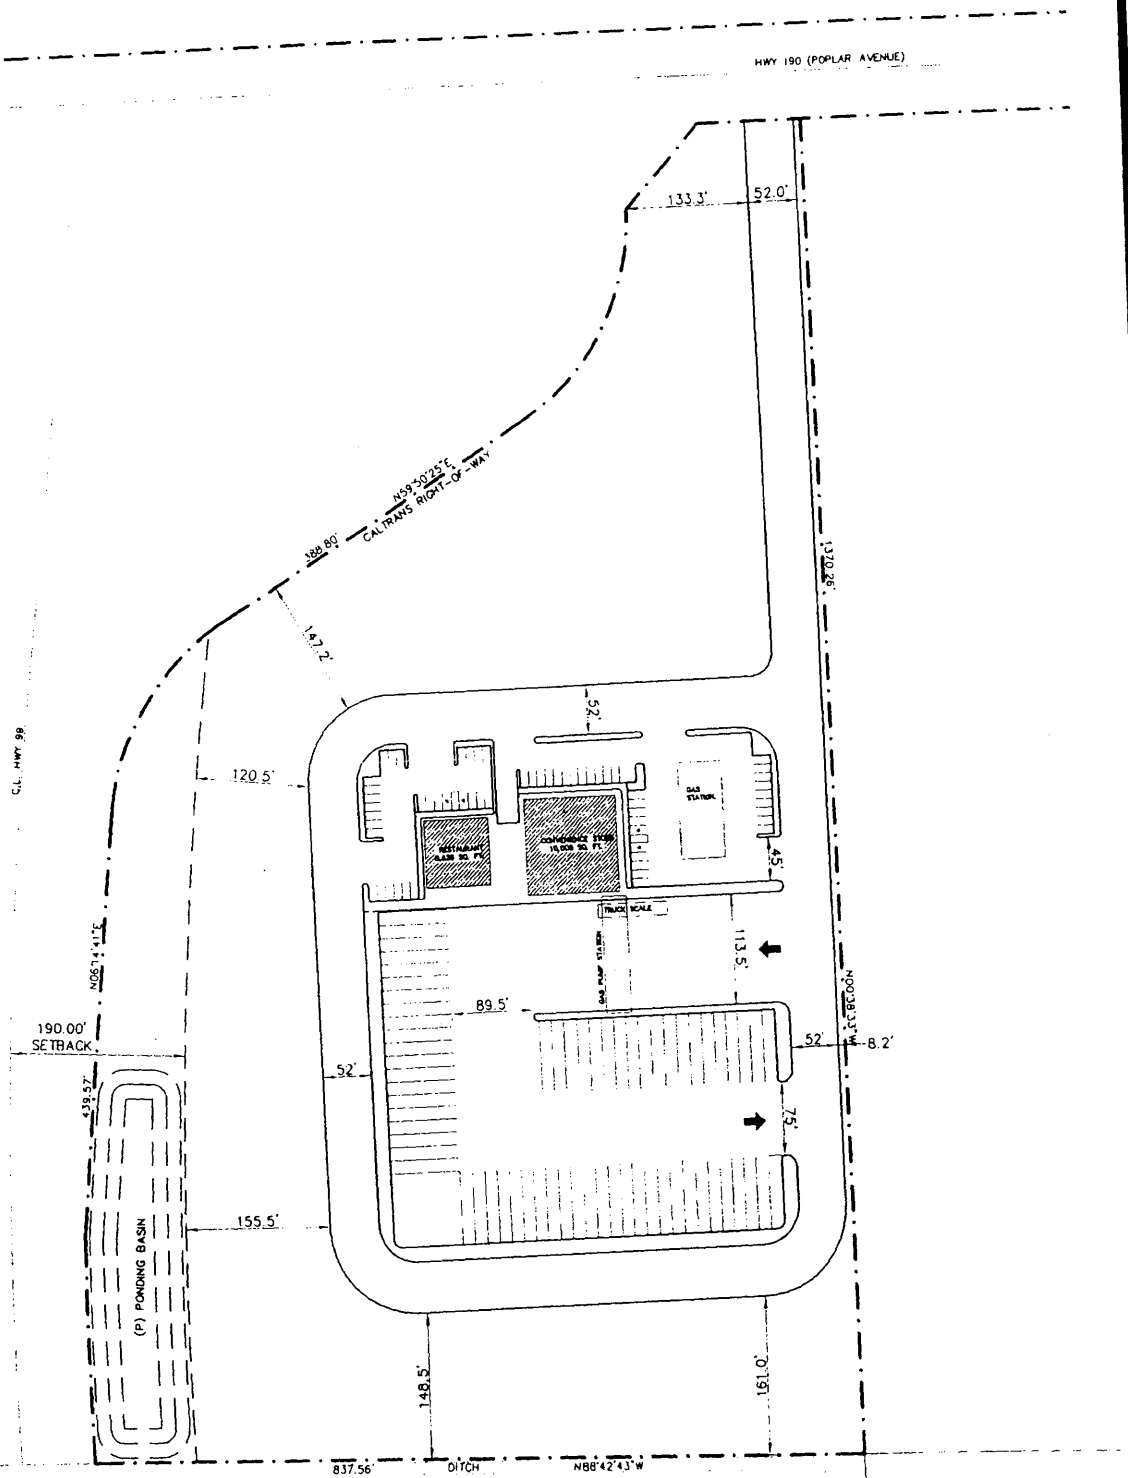 HWY 190 (POPLAR AVENUE)
133.3'
52.0'
N59°50'25"E
CALTRANS RIGHT-OF-WAY
388.80'
1370.26'
147.2'
52'
C.L. HWY 99
120.5'
GAS
STATION
RESTAURANT
SQ. FT.
CONVENIENCE STORE
SQ. FT.
45'
TRUCK SCALE
GAS PUMP STATION
113.5'
N06°14'41"E
89.5'
N00°38'33"W
190.00'
SETBACK
52'
52'
8.2'
439.57'
75'
155.5'
(P) PONDING BASIN
148.5'
161.0'
837.56'
DITCH
N88°42'43"W